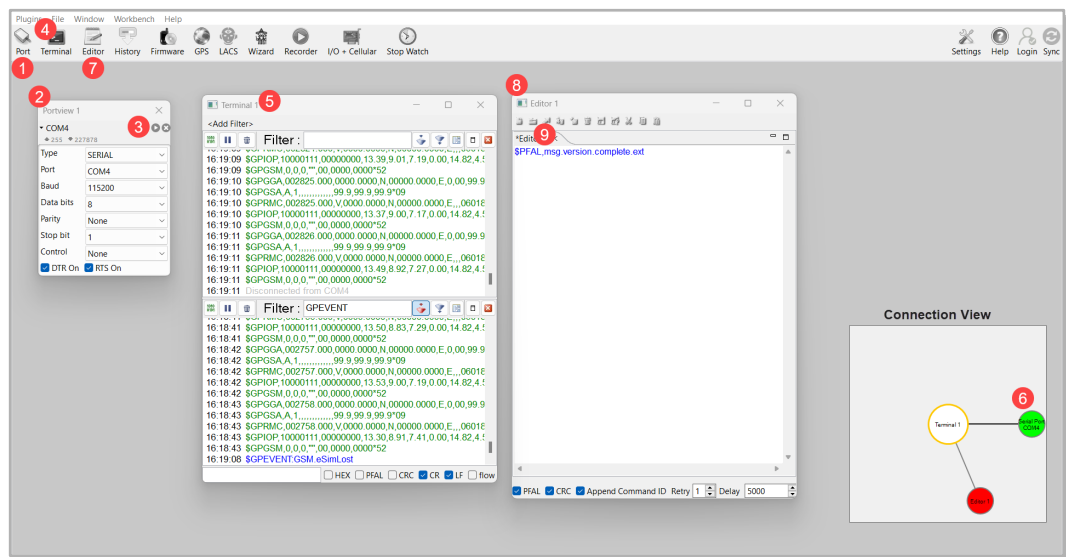 Plugins File Window Workbench Help
4
Port Terminal Editor History Firmware GPS LACS Wizard Recorder I/O + Cellular Stop Watch Settings Help Login Sync
1
7
2
Portview 1
COM4
3
255 227878
Type SERIAL
Port COM4
Baud 115200
Data bits 8
Parity None
Stop bit 1
Control None
DTR On RTS On
Terminal 1
5
<Add Filter>
Filter :
16:19:09 $GPIOP,10000111,00000000,13.39,9.01,7.19,0.00,14.82,4.5
16:19:09 $GPGSM,0,0,0,"",00,0000,0000*52
16:19:10 $GPGGA,002825.000,0000.0000,N,00000.0000,E,0,00,99.9
16:19:10 $GPGSA,A,1,,,,,,,,,,,,,99.9,99.9,99.9*09
16:19:10 $GPRMC,002825.000,V,0000.0000,N,00000.0000,E,,,06018
16:19:10 $GPIOP,10000111,00000000,13.37,9.00,7.17,0.00,14.82,4.5
16:19:10 $GPGSM,0,0,0,"",00,0000,0000*52
16:19:11 $GPGGA,002826.000,0000.0000,N,00000.0000,E,0,00,99.9
16:19:11 $GPGSA,A,1,,,,,,,,,,,,,99.9,99.9,99.9*09
16:19:11 $GPRMC,002826.000,V,0000.0000,N,00000.0000,E,,,06018
16:19:11 $GPIOP,10000111,00000000,13.49,8.92,7.27,0.00,14.82,4.5
16:19:11 $GPGSM,0,0,0,"",00,0000,0000*52
16:19:11 Disconnected from COM4
Filter : GPEVENT
16:18:41 $GPIOP,10000111,00000000,13.50,8.83,7.29,0.00,14.82,4.5
16:18:41 $GPGSM,0,0,0,"",00,0000,0000*52
16:18:42 $GPGGA,002757.000,0000.0000,N,00000.0000,E,0,00,99.9
16:18:42 $GPGSA,A,1,,,,,,,,,,,,,99.9,99.9,99.9*09
16:18:42 $GPRMC,002757.000,V,0000.0000,N,00000.0000,E,,,06018
16:18:42 $GPIOP,10000111,00000000,13.53,9.00,7.19,0.00,14.82,4.5
16:18:42 $GPGSM,0,0,0,"",00,0000,0000*52
16:18:43 $GPGGA,002758.000,0000.0000,N,00000.0000,E,0,00,99.9
16:18:43 $GPGSA,A,1,,,,,,,,,,,,,99.9,99.9,99.9*09
16:18:43 $GPRMC,002758.000,V,0000.0000,N,00000.0000,E,,,06018
16:18:43 $GPIOP,10000111,00000000,13.30,8.91,7.41,0.00,14.82,4.5
16:18:43 $GPGSM,0,0,0,"",00,0000,0000*52
16:19:08 $GPEVENT:GSM.eSimLost
HEX PFAL CRC CR LF flow
8
Editor 1
9
$PFAL,msg.version.complete.ext
PFAL CRC Append Command ID Retry 1 Delay 5000
Connection View
6
Terminal 1
Serial Port
COM4
Editor 1